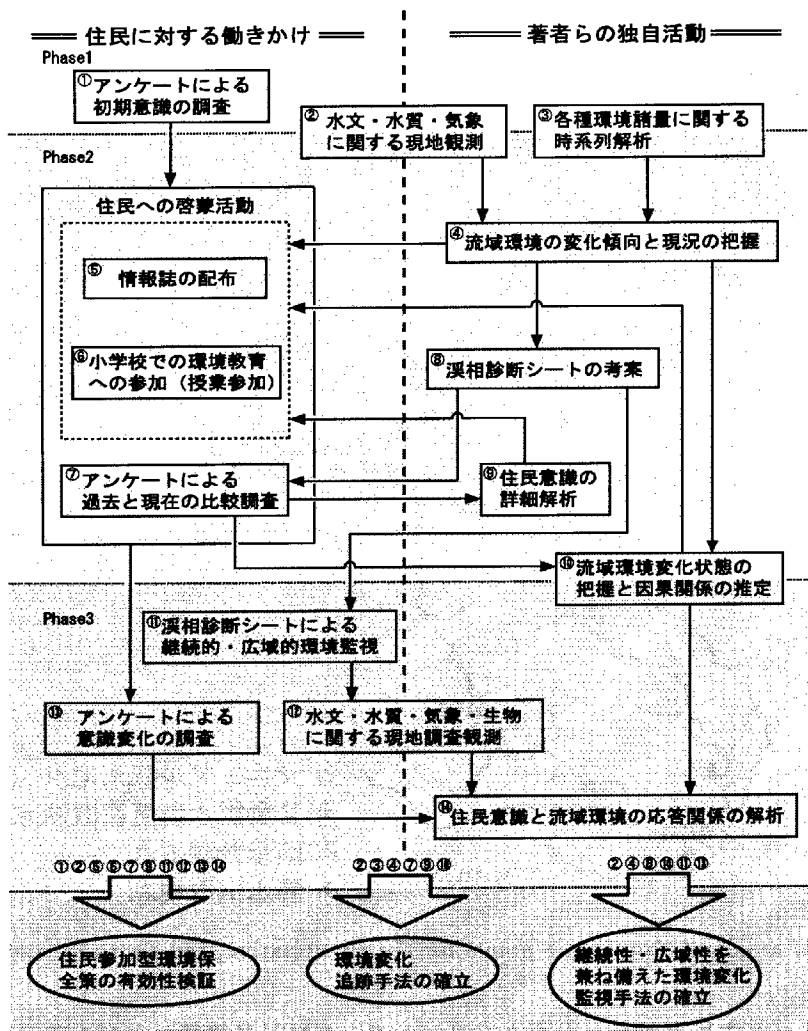 住民に対する働きかけ
著者らの独自活動
Phase1
①アンケートによる
初期意識の調査
② 水文・水質・気象
に関する現地観測
③各種環境諸量に関する
時系列解析
Phase2
住民への啓蒙活動
④流域環境の変化傾向と現況の把握
⑤ 情報誌の配布
⑥小学校での環境教育
への参加（授業参加）
⑧渓相診断シートの考案
⑦アンケートによる
過去と現在の比較調査
⑨住民意識の
詳細解析
⑩流域環境変化状態の
把握と因果関係の推定
Phase3
⑪渓相診断シートによる
継続的・広域的環境監視
⑬ アンケートによる
意識変化の調査
⑫水文・水質・気象・生物
に関する現地調査観測
⑭住民意識と流域環境の応答関係の解析
①②⑤⑥⑦⑨⑪⑫⑬⑭
②③④⑦⑨⑩
②④⑧⑩⑪⑬
住民参加型環境保
全策の有効性検証
環境変化
追跡手法の確立
継続性・広域性を
兼ね備えた環境変化
監視手法の確立